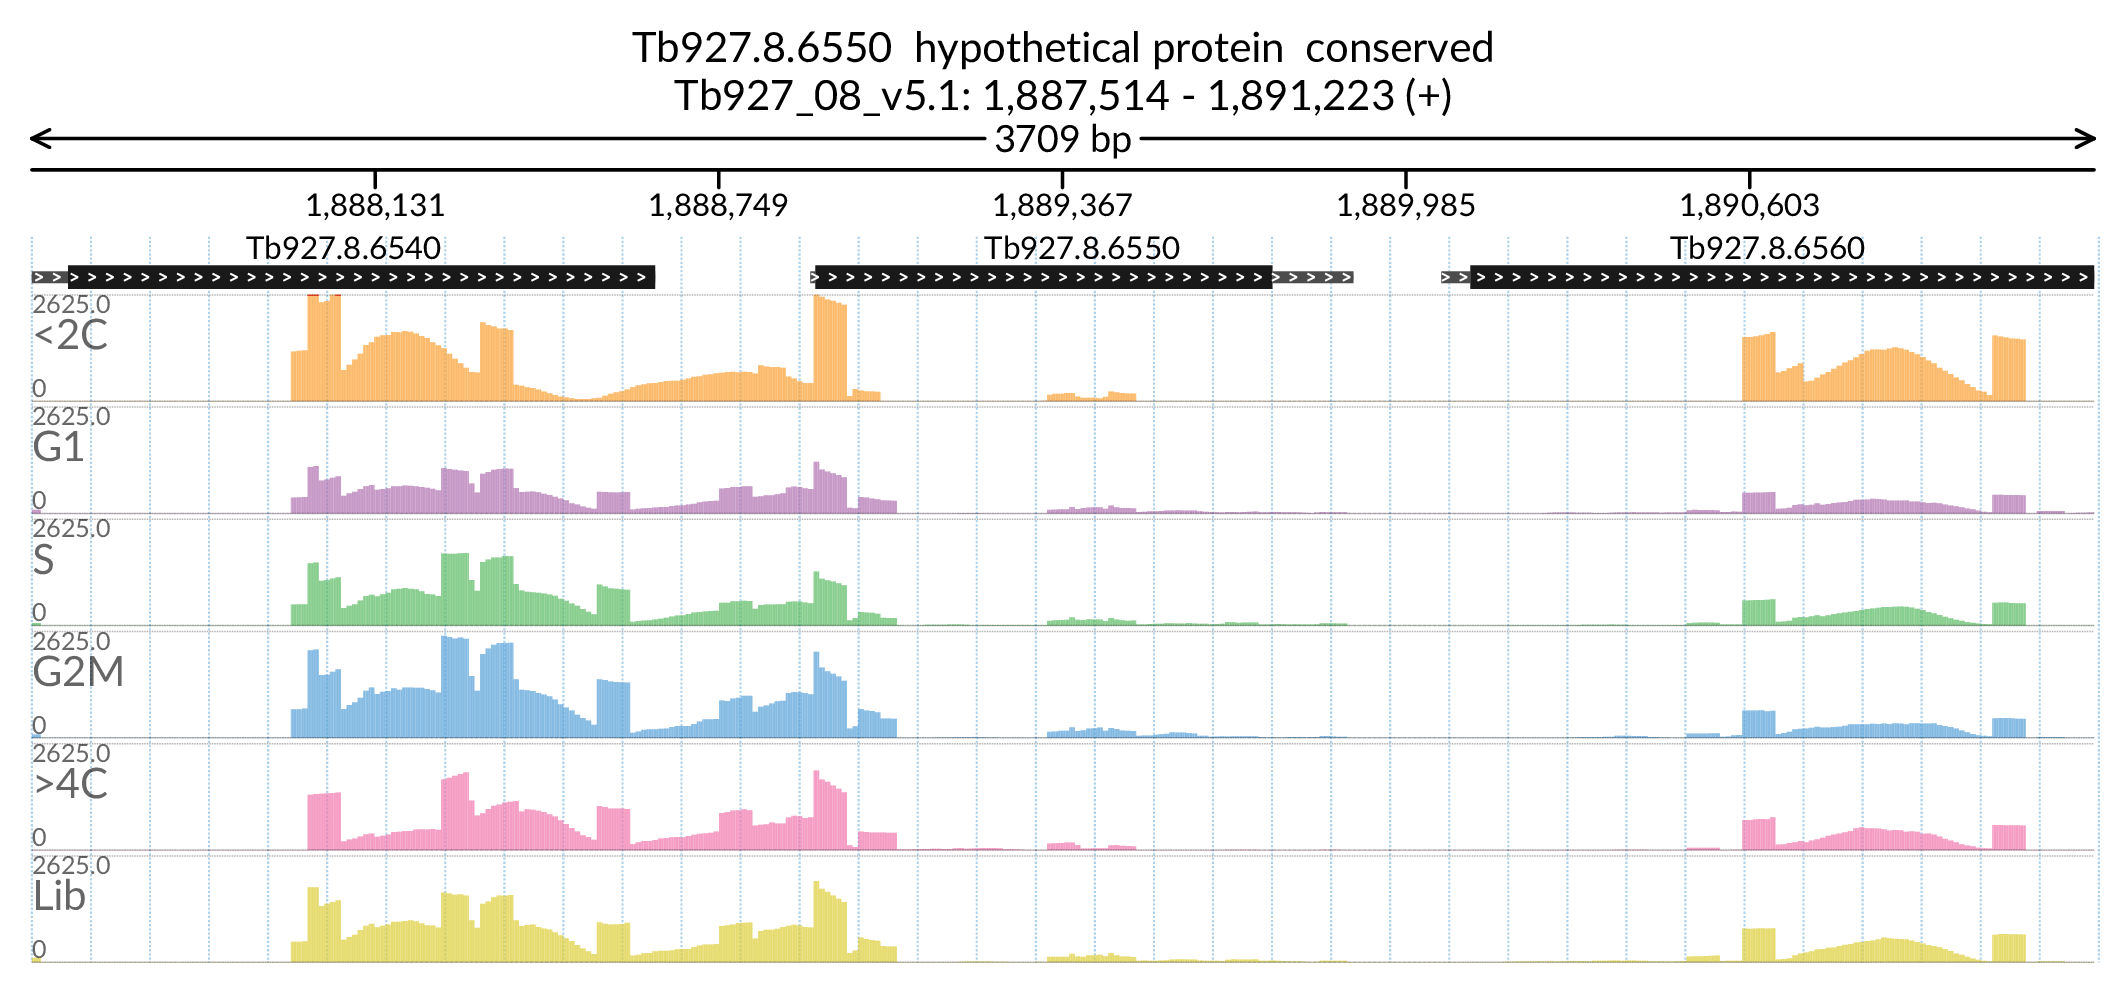 Tb927.8.6550  hypothetical protein  conserved
Tb927_08_v5.1: 1,887,514 - 1,891,223 (+)
3709 bp
1,888,131 1,888,749 1,889,367 1,889,985 1,890,603
Tb927.8.6540 Tb927.8.6550 Tb927.8.6560
2625.0
<2C
0
2625.0
G1
0
2625.0
S
0
2625.0
G2M
0
2625.0
>4C
0
2625.0
Lib
0